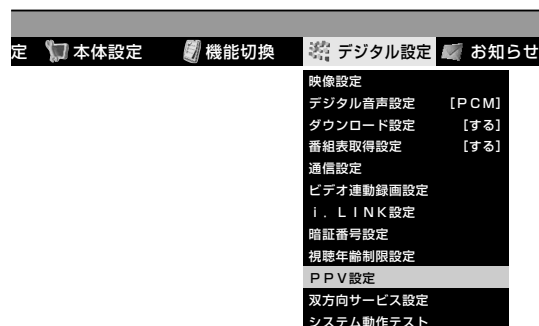 定 本体設定 機能切換 デジタル設定 お知らせ
映像設定
デジタル音声設定 [PCM]
ダウンロード設定 [する]
番組表取得設定 [する]
通信設定
ビデオ連動録画設定
i.LINK設定
暗証番号設定
視聴年齢制限設定
PPV設定
双方向サービス設定
システム動作テスト